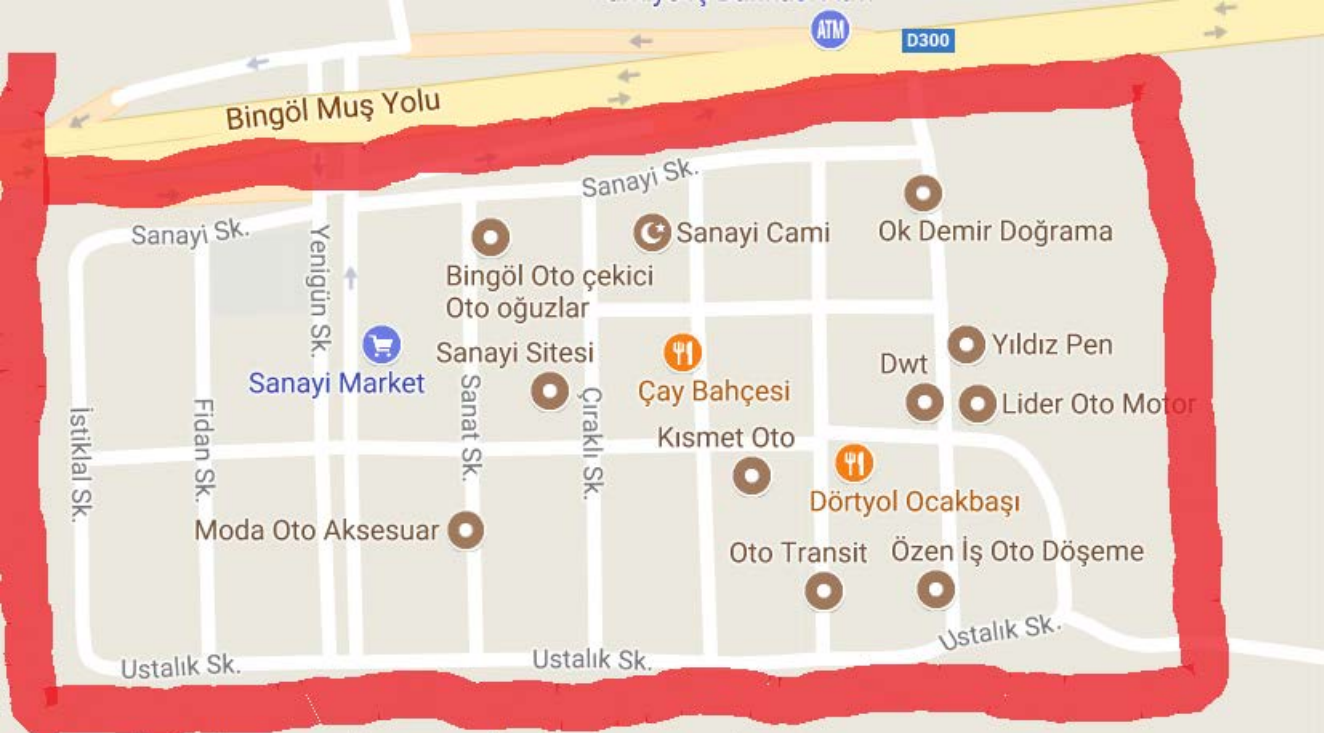 ATM
D300
Bingöl Muş Yolu
Sanayi Sk.
Sanayi Sk.
Sanayi Cami
Ok Demir Doğrama
Yenigün Sk.
Bingöl Oto çekici
Oto oğuzlar
Sanayi Market
Sanayi Sitesi
Çay Bahçesi
Dwt
Yıldız Pen
Lider Oto Motor
İstiklal Sk.
Fidan Sk.
Sanat Sk.
Çıraklı Sk.
Kısmet Oto
Dörtyol Ocakbaşı
Moda Oto Aksesuar
Oto Transit
Özen İş Oto Döşeme
Ustalık Sk.
Ustalık Sk.
Ustalık Sk.